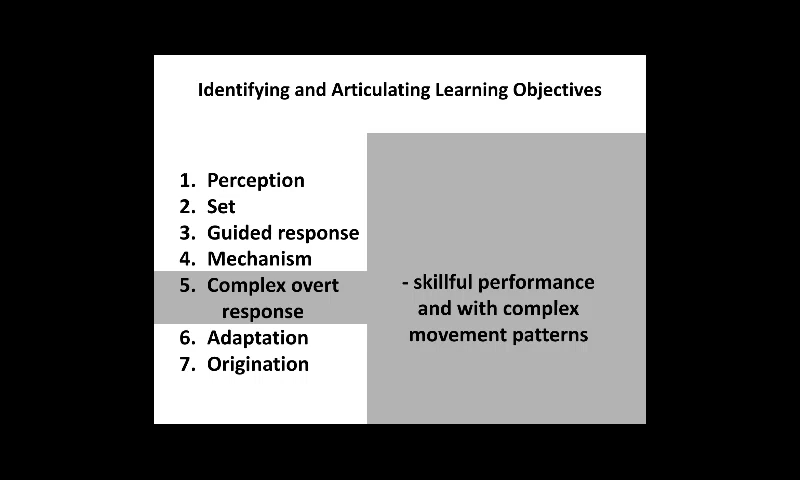 Identifying and Articulating Learning Objectives
1. Perception
2. Set
3. Guided response
4. Mechanism
5. Complex overt
response
6. Adaptation
7. Origination
- skillful performance
and with complex
movement patterns